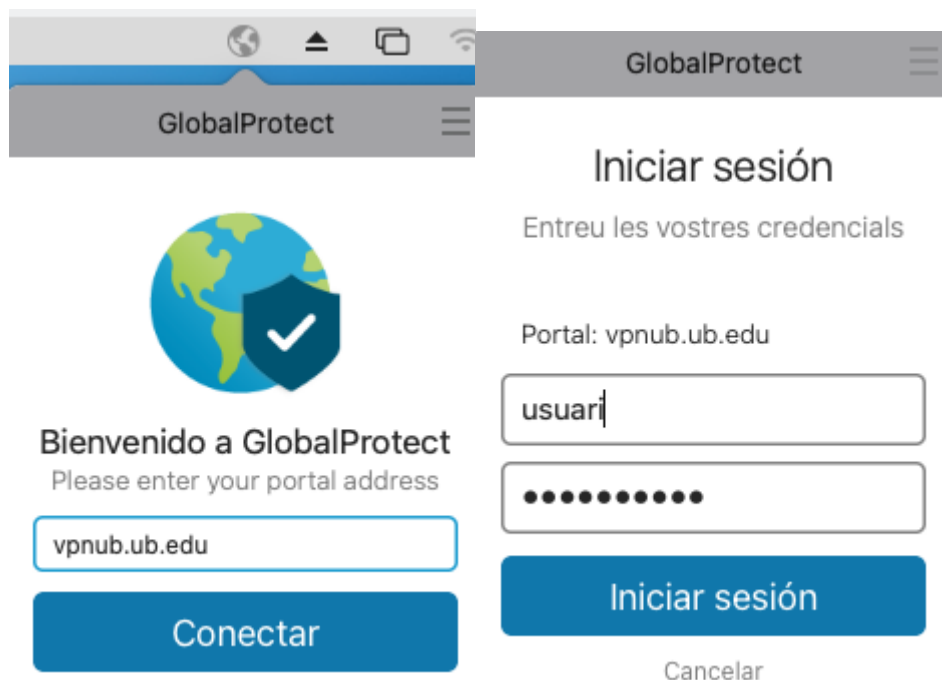 GlobalProtect
Bienvenido a GlobalProtect
Please enter your portal address
vpnub.ub.edu
Conectar
GlobalProtect
Iniciar sesión
Entreu les vostres credencials
Portal: vpnub.ub.edu
usuari
••••••••••
Iniciar sesión
Cancelar